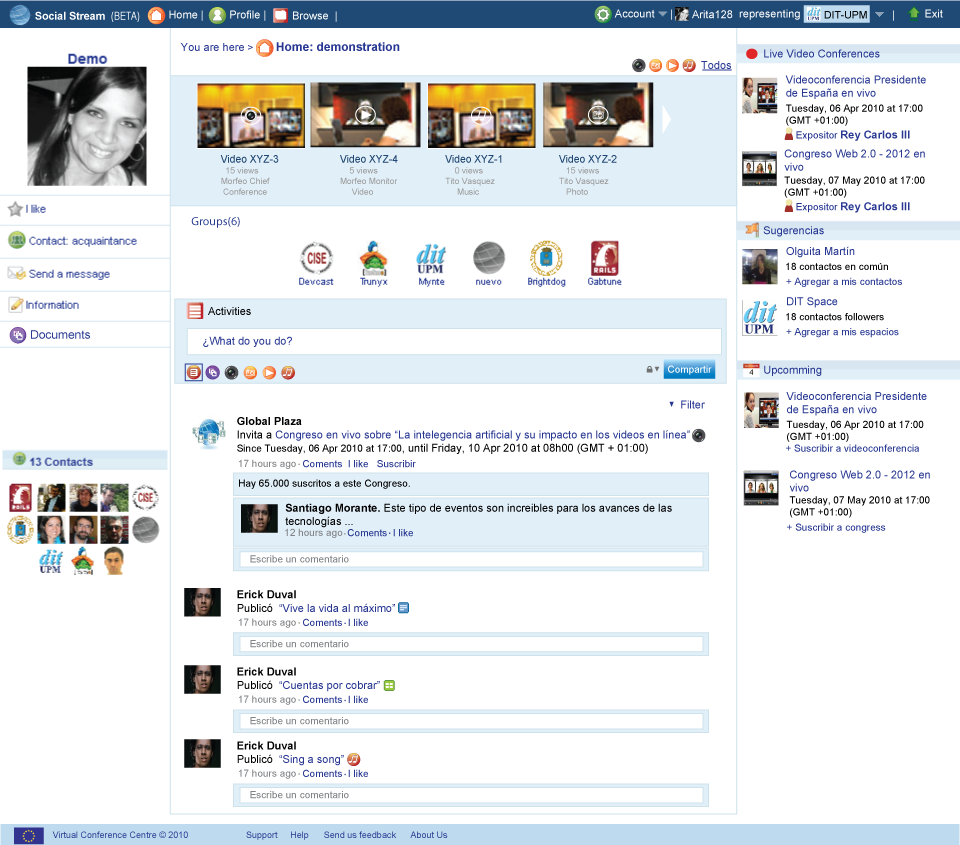 Social Stream (BETA) Home | Profile | Browse |
Account | Arita128 representing dit UPM DIT-UPM | Exit
Demo
I like
Contact: acquaintance
Send a message
Information
Documents
13 Contacts
CISE
RAILS
dit
UPM
You are here > Home: demonstration
Todos
Video XYZ-3
15 views
Morfeo Chief
Conference
Video XYZ-4
5 views
Morfeo Monitor
Video
Video XYZ-1
0 views
Tito Vasquez
Music
Video XYZ-2
15 views
Tito Vasquez
Photo
Groups(6)
CISE
dit
UPM
RAILS
Devcast Trunyx Mynte nuevo Brightdog Gabtune
Activities
¿What do you do?
Compartir
Filter
Global Plaza
Invita a Congreso en vivo sobre “La intelegencia artificial y su impacto en los videos en línea”
Since Tuesday, 06 Apr 2010 at 17:00, until Friday, 10 Apr 2010 at 08h00 (GMT + 01:00)
17 hours ago · Coments I like Suscribir
Hay 65.000 suscritos a este Congreso.
Santiago Morante. Este tipo de eventos son increibles para los avances de las
tecnologías ...
12 hours ago · Coments · I like
Escribe un comentario
Erick Duval
Publicó “Vive la vida al máximo”
17 hours ago · Coments · I like
Escribe un comentario
Erick Duval
Publicó “Cuentas por cobrar”
17 hours ago · Coments · I like
Escribe un comentario
Erick Duval
Publicó “Sing a song”
17 hours ago · Coments · I like
Escribe un comentario
Live Video Conferences
Videoconferencia Presidente
de España en vivo
Tuesday, 06 Apr 2010 at 17:00
(GMT +01:00)
Expositor Rey Carlos III
Congreso Web 2.0 - 2012 en
vivo
Tuesday, 07 May 2010 at 17:00
(GMT +01:00)
Expositor Rey Carlos III
Sugerencias
Olguita Martín
18 contactos en común
+ Agregar a mis contactos
dit
UPM
DIT Space
18 contactos followers
+ Agregar a mis espacios
4
Upcomming
Videoconferencia Presidente
de España en vivo
Tuesday, 06 Apr 2010 at 17:00
(GMT +01:00)
+ Suscribir a videoconferencia
Congreso Web 2.0 - 2012 en
vivo
Tuesday, 07 May 2010 at 17:00
(GMT +01:00)
+ Suscribir a congress
Virtual Conference Centre © 2010 Support Help Send us feedback About Us